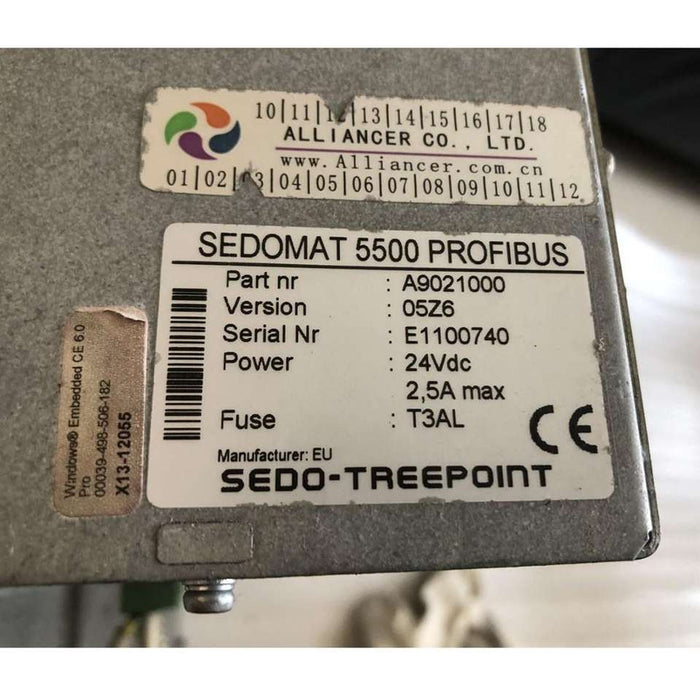 10|11|12|13|14|15|16|17|18
ALLIANCER CO., LTD.
www.Alliancer.com.cn
01|02|03|04|05|06|07|08|09|10|11|12
SEDOMAT 5500 PROFIBUS
Part nr : A9021000
Version : 05Z6
Serial Nr : E1100740
Power : 24Vdc
2,5A max
Fuse : T3AL
CE
Manufacturer: EU
SEDO-TREEPOINT
Windows® Embedded CE 6.0
Pro
00039-498-506-182
X13-12055